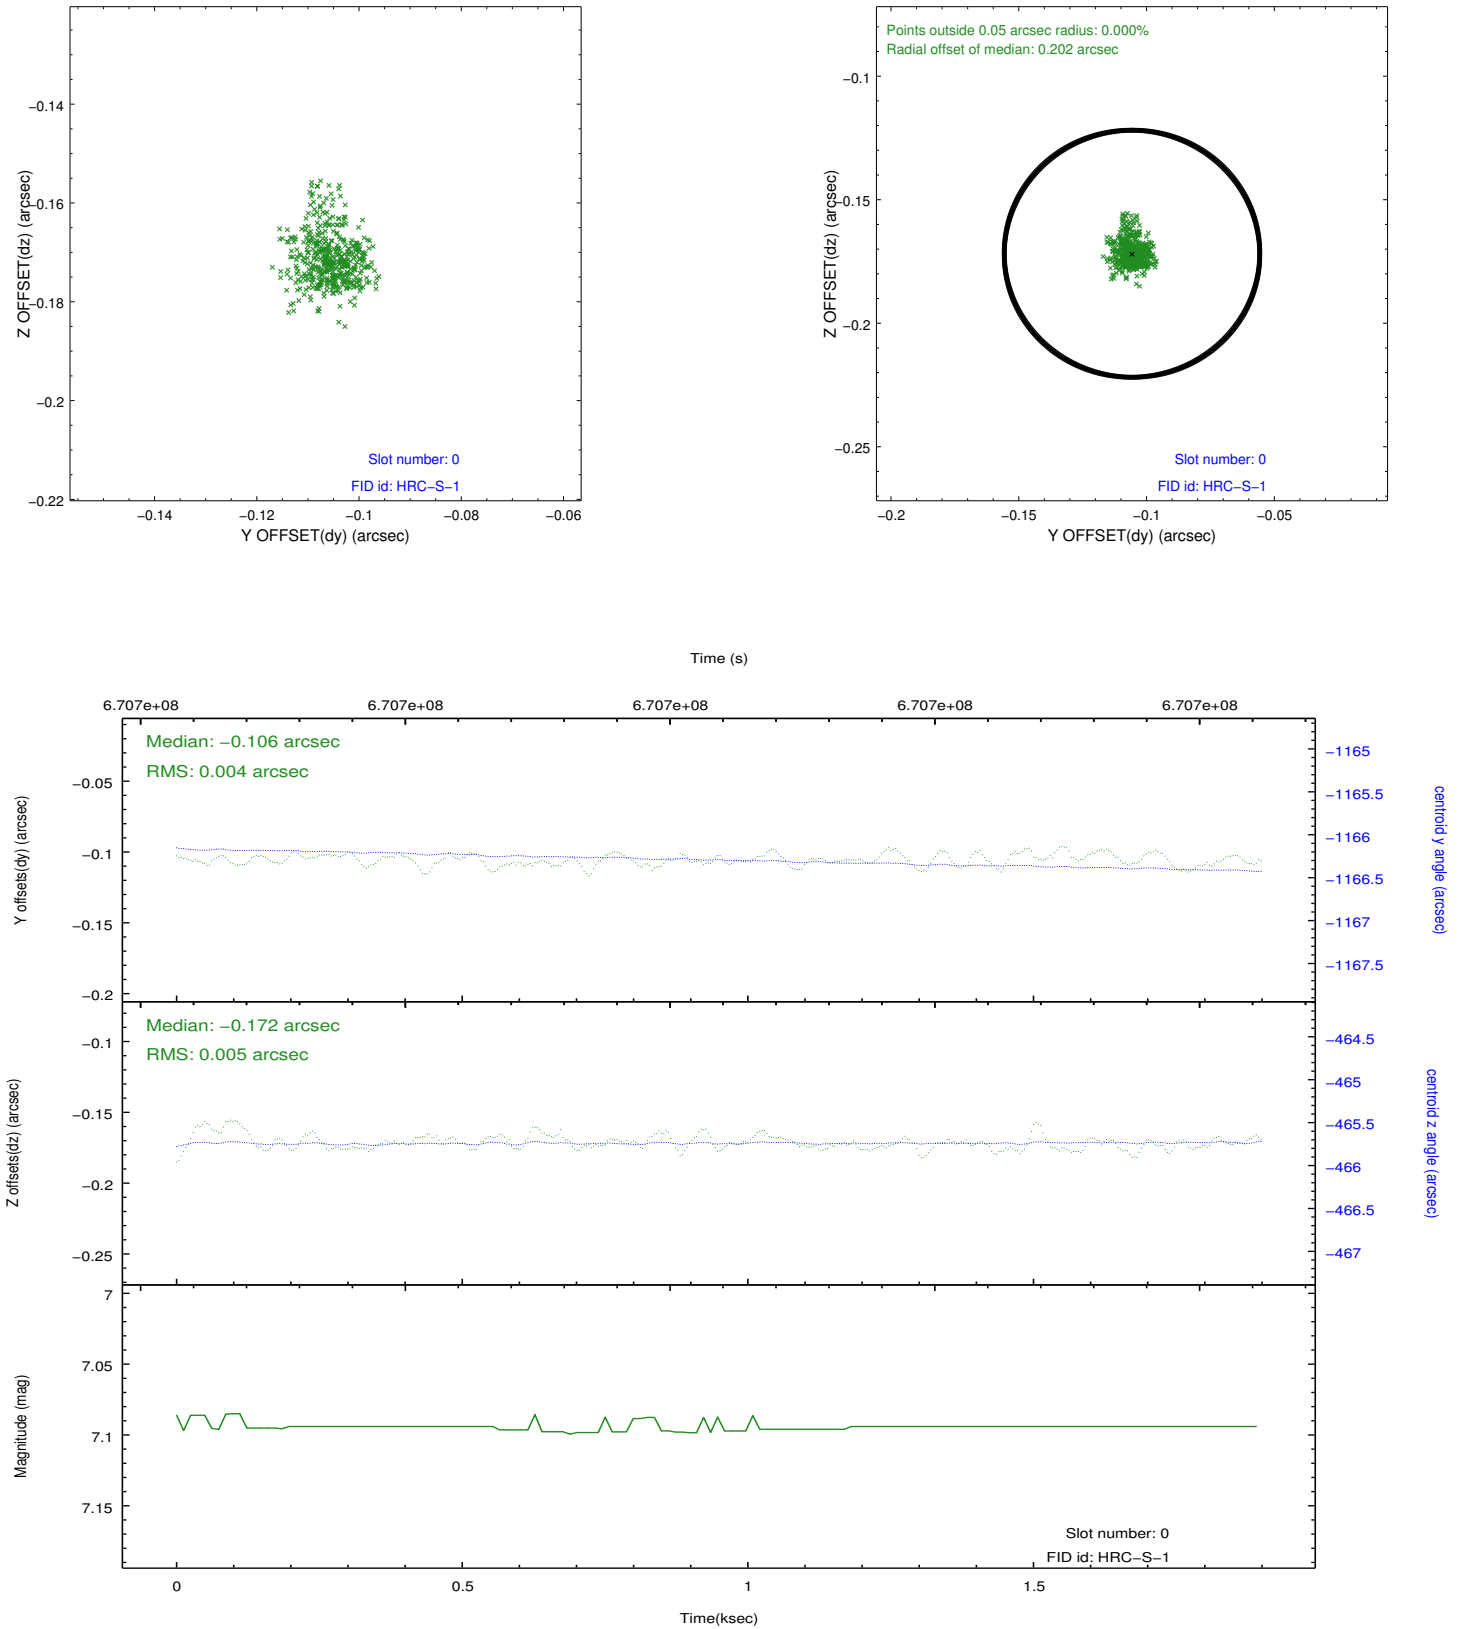 −0.14
−0.16
−0.18
−0.2
−0.22
Z OFFSET(dz) (arcsec)
Slot number: 0
FID id: HRC−S−1
−0.14
−0.12
−0.1
−0.08
−0.06
Y OFFSET(dy) (arcsec)
Points outside 0.05 arcsec radius: 0.000%
Radial offset of median: 0.202 arcsec
−0.1
−0.15
−0.2
−0.25
Z OFFSET(dz) (arcsec)
Slot number: 0
FID id: HRC−S−1
−0.2
−0.15
−0.1
−0.05
Y OFFSET(dy) (arcsec)
Time (s)
6.707e+08
6.707e+08
6.707e+08
6.707e+08
6.707e+08
Median: −0.106 arcsec
RMS: 0.004 arcsec
−0.05
−0.1
−0.15
−0.2
Y offsets(dy) (arcsec)
−1165
−1165.5
−1166
−1166.5
−1167
−1167.5
centroid y angle (arcsec)
Median: −0.172 arcsec
RMS: 0.005 arcsec
−0.1
−0.15
−0.2
−0.25
Z offsets(dz) (arcsec)
−464.5
−465
−465.5
−466
−466.5
−467
centroid z angle (arcsec)
7
7.05
7.1
7.15
Magnitude (mag)
Slot number: 0
FID id: HRC−S−1
0
0.5
1
1.5
Time(ksec)